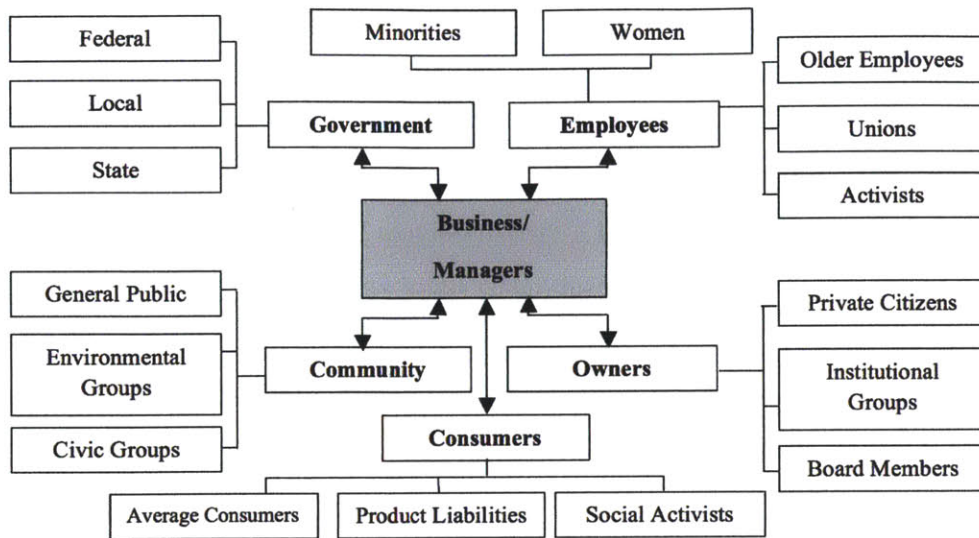 Federal
Minorities
Women
Older Employees
Local
Government
Employees
Unions
State
Activists
Business/
Managers
General Public
Private Citizens
Environmental
Groups
Community
Owners
Institutional
Groups
Civic Groups
Consumers
Board Members
Average Consumers
Product Liabilities
Social Activists